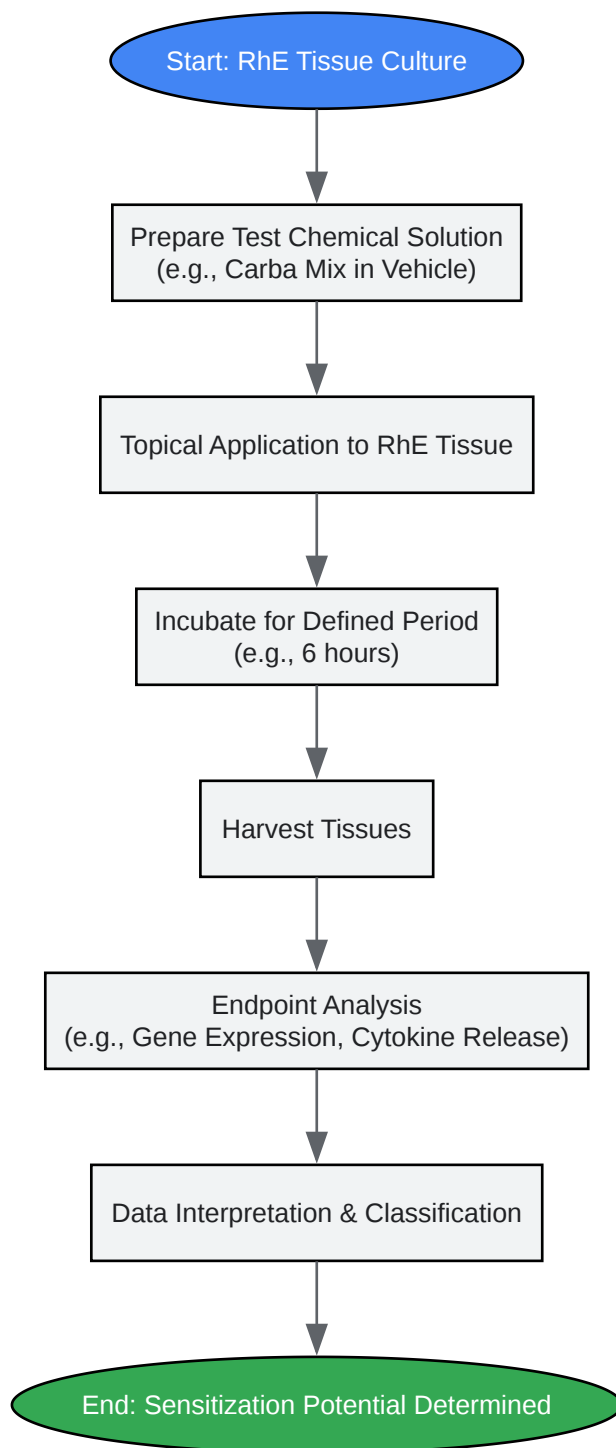 Start: RhE Tissue Culture
Prepare Test Chemical Solution
(e.g., Carba Mix in Vehicle)
Topical Application to RhE Tissue
Incubate for Defined Period
(e.g., 6 hours)
Harvest Tissues
Endpoint Analysis
(e.g., Gene Expression, Cytokine Release)
Data Interpretation & Classification
End: Sensitization Potential Determined